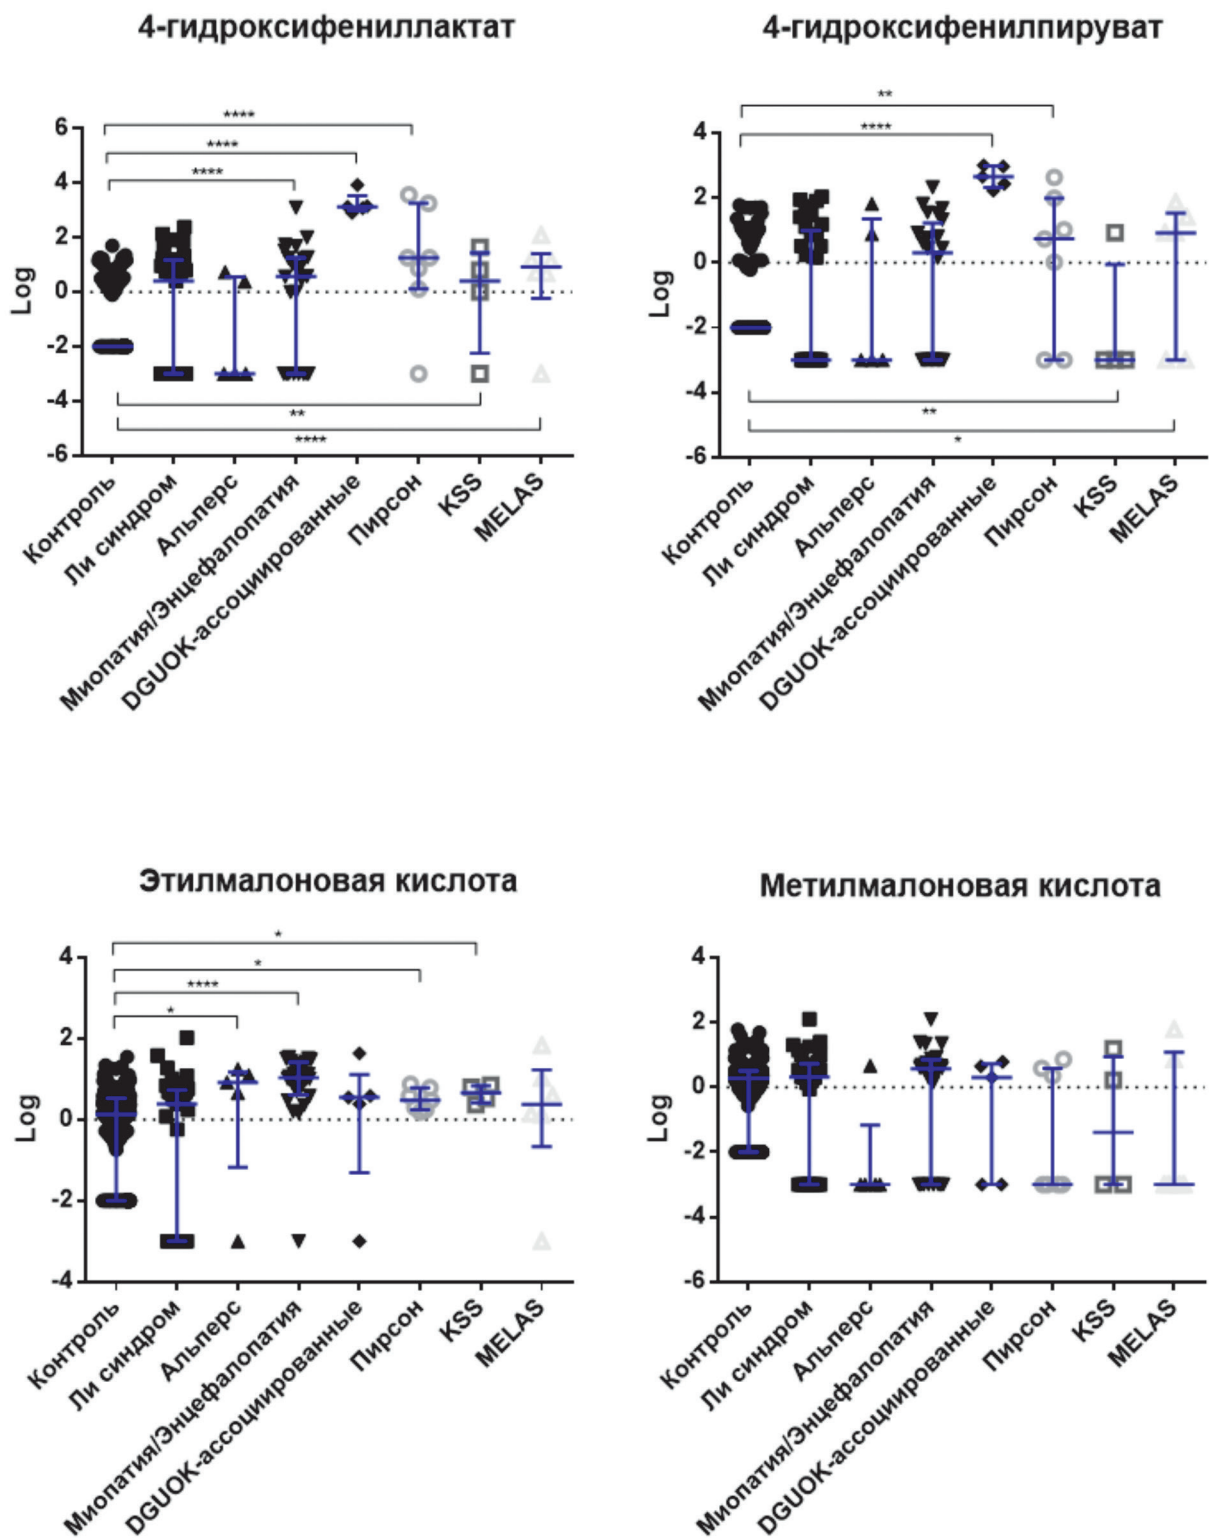 4-гидроксифениллактат
6
4
2
0
-2
-4
-6
Log
****
****
****
**
****
Контроль
Ли синдром
Альперс
Миопатия/Энцефалопатия
DGUOK-ассоциированные
Пирсон
KSS
MELAS
4-гидроксифенилпируват
4
2
0
-2
-4
-6
Log
**
****
**
*
Контроль
Ли синдром
Альперс
Миопатия/Энцефалопатия
DGUOK-ассоциированные
Пирсон
KSS
MELAS
Этилмалоновая кислота
4
2
0
-2
-4
Log
*
*
****
*
Контроль
Ли синдром
Альперс
Миопатия/Энцефалопатия
DGUOK-ассоциированные
Пирсон
KSS
MELAS
Метилмалоновая кислота
4
2
0
-2
-4
-6
Log
Контроль
Ли синдром
Альперс
Миопатия/Энцефалопатия
DGUOK-ассоциированные
Пирсон
KSS
MELAS